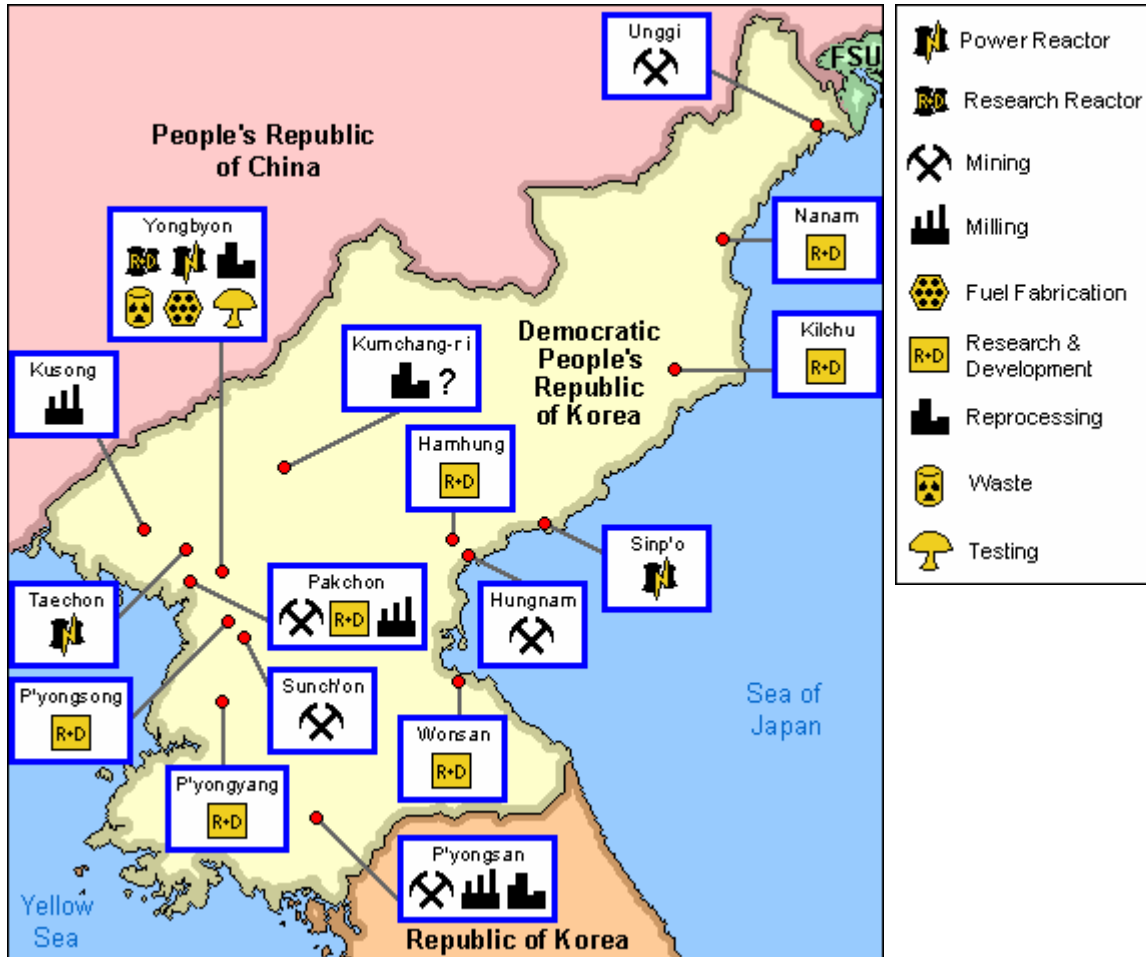 Unggi
FSU
People's Republic
of China
Yongbyon
R+D
Nanam
R+D
Kilchu
R+D
Democratic
People's
Republic
of Korea
Kumchang-ri
?
Kusong
Hamhung
R+D
Sinp'o
Taechon
Pakchon
R+D
Hungnam
P'yongsong
R+D
Sunch'on
Wonsan
R+D
Sea of
Japan
P'yongyang
R+D
P'yongsan
Yellow
Sea
Republic of Korea
Power Reactor
R+D
Research Reactor
Mining
Milling
Fuel Fabrication
R+D
Research &
Development
Reprocessing
Waste
Testing